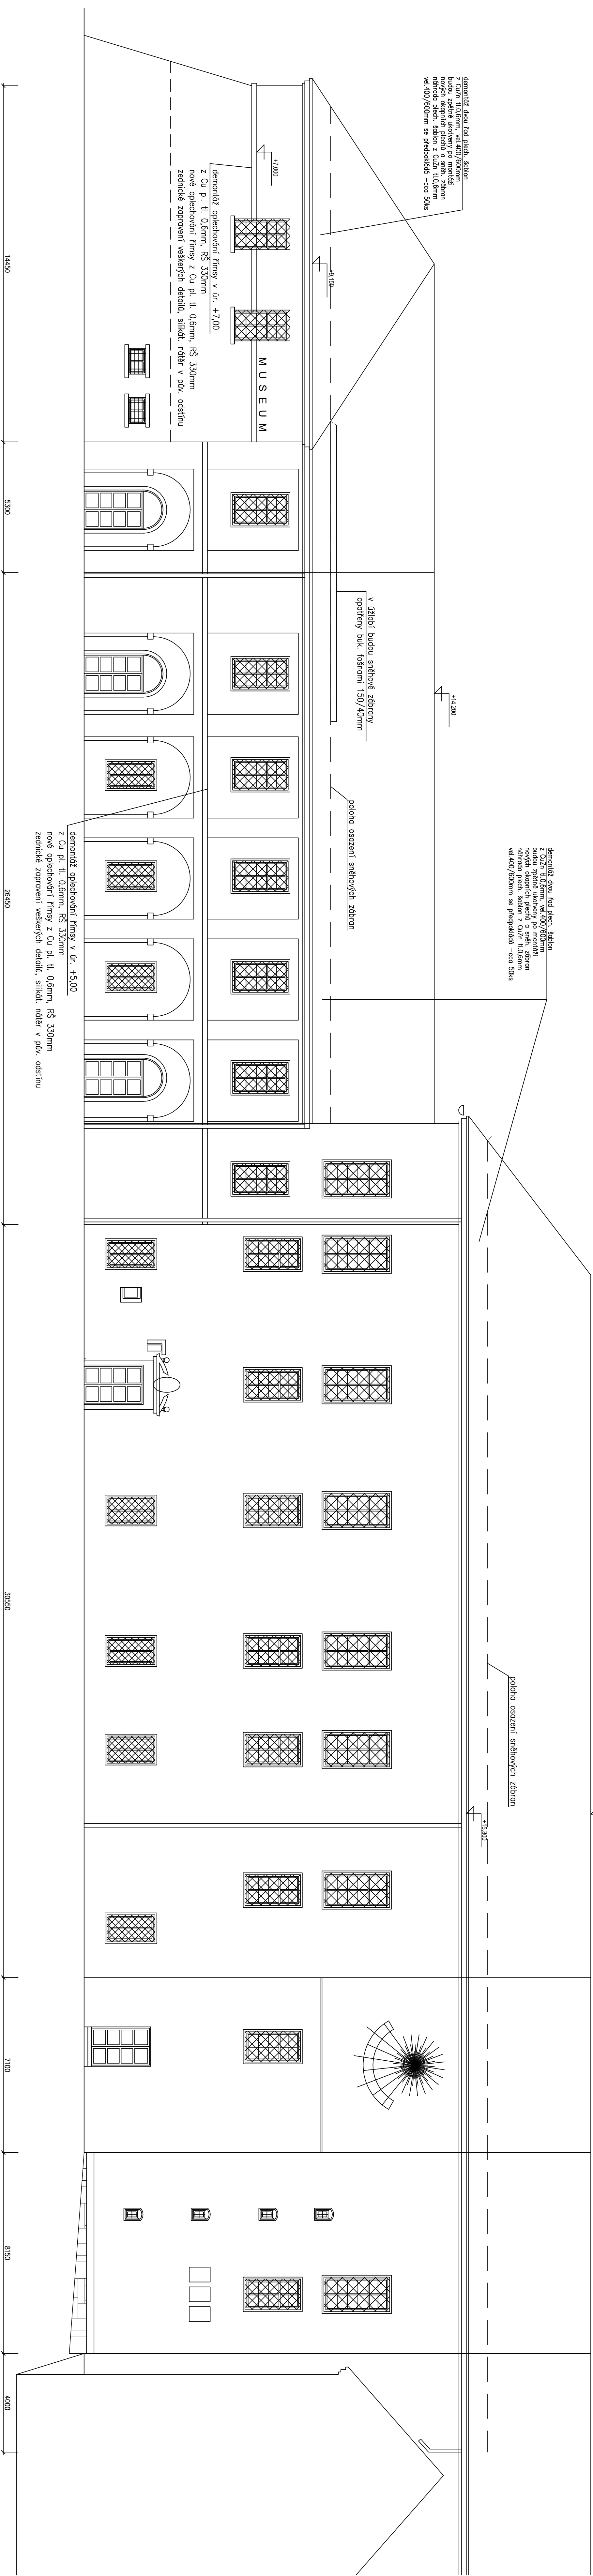 demontáž dvou řad plech. šablon
z CuZn tl.0,6mm, vel.400/600mm
budou zpětně ukotveny po montáži
nových okapních plechů a sněh. zábran
náhrada plech. šablon z CuZn tl.0,6mm
vel.400/600mm se předpokládá -cca 50ks
+7,000
+9,150
demontáž oplechování římsy v úr. +7,00
z Cu pl. tl. 0,6mm, RŠ 330mm
nové oplechování římsy z Cu pl. tl. 0,6mm, RŠ 330mm
zednické zapravení veškerých detailů, silikát. nátěr v pův. odstínu
MUSEUM
v úžlabí budou sněhové zábrany
opatřeny buk. fošnami 150/40mm
+14,200
poloha osazení sněhových zábran
demontáž dvou řad plech. šablon
z CuZn tl.0,6mm, vel.400/600mm
budou zpětně ukotveny po montáži
nových okapních plechů a sněh. zábran
náhrada plech. šablon z CuZn tl.0,6mm
vel.400/600mm se předpokládá -cca 50ks
demontáž oplechování římsy v úr. +5,00
z Cu pl. tl. 0,6mm, RŠ 330mm
nové oplechování římsy z Cu pl. tl. 0,6mm, RŠ 330mm
zednické zapravení veškerých detailů, silikát. nátěr v pův. odstínu
poloha osazení sněhových zábran
+15,300
14450
5300
26450
30550
7100
8150
4000